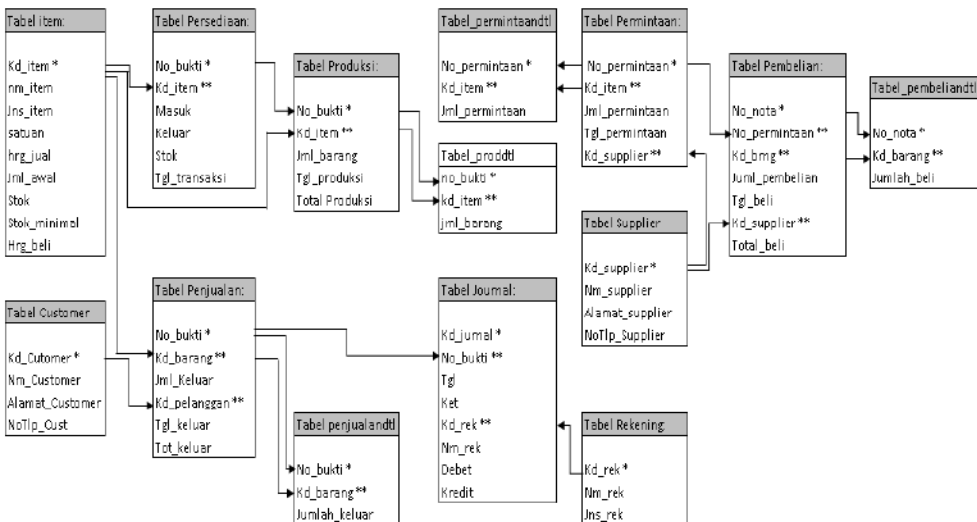 Tabel item:
Kd_item *
nm_item
Jns_item
satuan
hrg_jual
Jml_awal
Stok
Stok_minimal
Hrg_beli
Tabel Persediaan:
No_bukti *
Kd_item **
Masuk
Keluar
Stok
Tgl_transaksi
Tabel Produksi:
No_bukti *
Kd_item **
Jml_barang
Tgl_produksi
Total Produksi
Tabel_permintaandtl
No_permintaan *
Kd_item **
Jml_permintaan
Tabel_proddtl
no_bukti *
kd_item **
jml_barang
Tabel Permintaan:
No_permintaan *
Kd_item **
Jml_permintaan
Tgl_permintaan
Kd_supplier **
Tabel Pembelian:
No_nota *
No_permintaan **
Kd_brng **
Juml_pembelian
Tgl_beli
Kd_supplier **
Total_beli
Tabel_pembeliandtl
No_nota *
Kd_barang **
Jumlah_beli
Tabel Supplier
Kd_supplier *
Nm_supplier
Alamat_supplier
NoTlp_Supplier
Tabel Customer
Kd_Cutomer *
Nm_Customer
Alamat_Customer
NoTlp_Cust
Tabel Penjualan:
No_bukti *
Kd_barang **
Jml_Keluar
Kd_pelanggan **
Tgl_keluar
Tot_keluar
Tabel penjualandtl
No_bukti *
Kd_barang **
Jumlah_keluar
Tabel Journal:
Kd_jurnal *
No_bukti **
Tgl
Ket
Kd_rek **
Nm_rek
Debet
Kredit
Tabel Rekening:
Kd_rek *
Nm_rek
Jns_rek